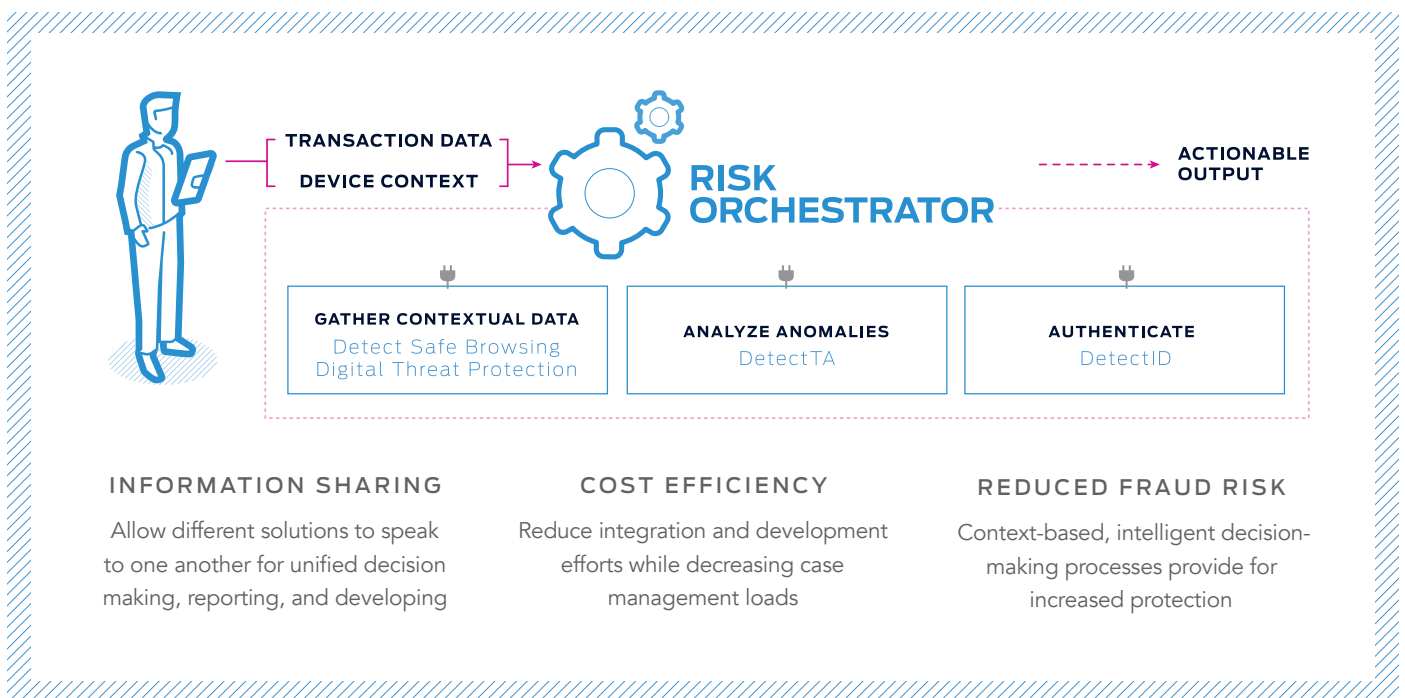 TRANSACTION DATA
DEVICE CONTEXT
RISK
ORCHESTRATOR
ACTIONABLE
OUTPUT
GATHER CONTEXTUAL DATA
Detect Safe Browsing
Digital Threat Protection
ANALYZE ANOMALIES
DetectTA
AUTHENTICATE
DetectID
INFORMATION SHARING
Allow different solutions to speak
to one another for unified decision
making, reporting, and developing
COST EFFICIENCY
Reduce integration and development
efforts while decreasing case
management loads
REDUCED FRAUD RISK
Context-based, intelligent decision-
making processes provide for
increased protection